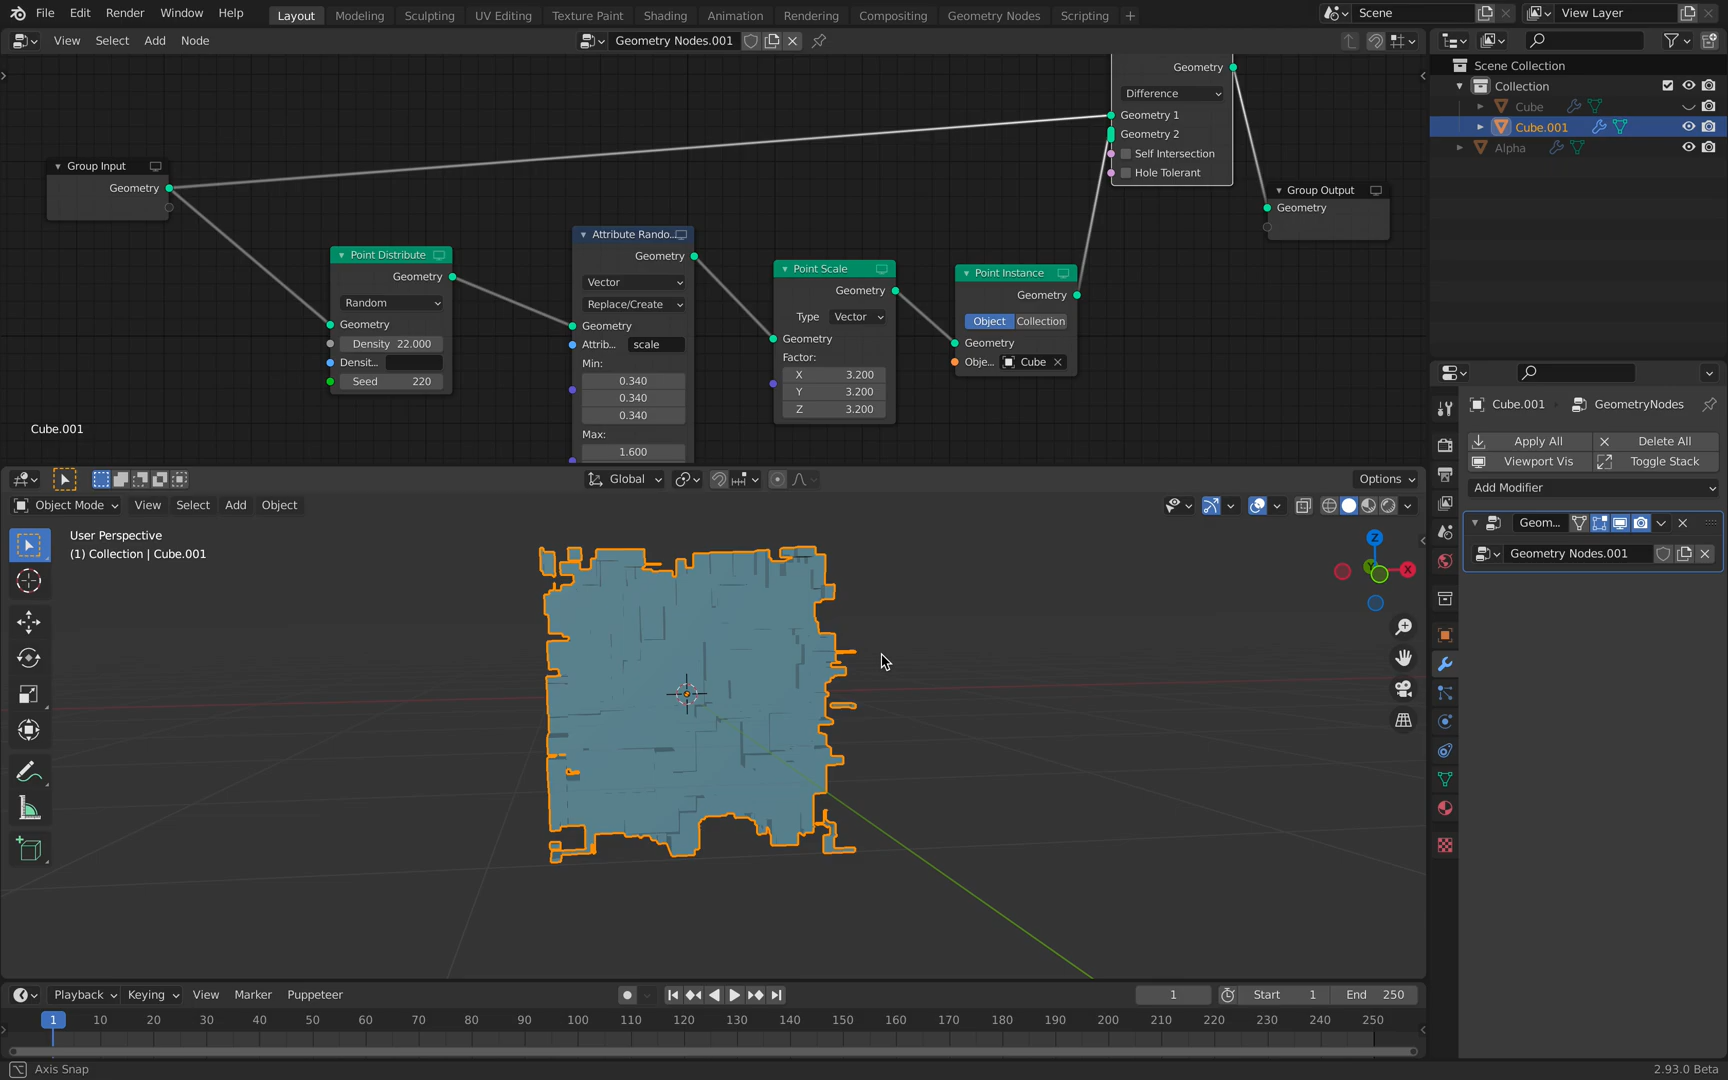 File Edit Render Window Help Layout Modeling Sculpting UV Editing Texture Paint Shading Animation Rendering Compositing Geometry Nodes Scripting + Scene View Layer
View Select Add Node Geometry Nodes.001
Scene Collection
Collection
Cube
Cube.001
Alpha
Geometry
Difference
Geometry 1
Geometry 2
Self Intersection
Hole Tolerant
Group Input
Geometry
Group Output
Geometry
Point Distribute
Geometry
Random
Geometry
Density 22.000
Densit...
Seed 220
Attribute Rando...
Geometry
Vector
Replace/Create
Geometry
Attrib... scale
Min:
0.340
0.340
0.340
Max:
1.600
Point Scale
Geometry
Type Vector
Geometry
Factor:
X 3.200
Y 3.200
Z 3.200
Point Instance
Geometry
Object Collection
Geometry
Obje... Cube
Cube.001
Cube.001 GeometryNodes
Apply All Delete All
Viewport Vis Toggle Stack
Add Modifier
Geom...
Geometry Nodes.001
Global Options
Object Mode View Select Add Object
User Perspective
(1) Collection | Cube.001
Z
Y
X
Playback Keying View Marker Puppeteer 1 Start 1 End 250
1 10 20 30 40 50 60 70 80 90 100 110 120 130 140 150 160 170 180 190 200 210 220 230 240 250
Axis Snap 2.93.0 Beta